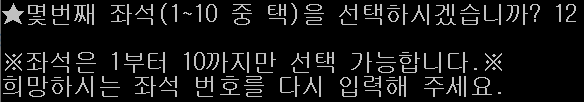 ★몇번째 좌석(1~10 중 택)을 선택하시겠습니까? 12
※좌석은 1부터 10까지만 선택 가능합니다.※
희망하시는 좌석 번호를 다시 입력해 주세요.